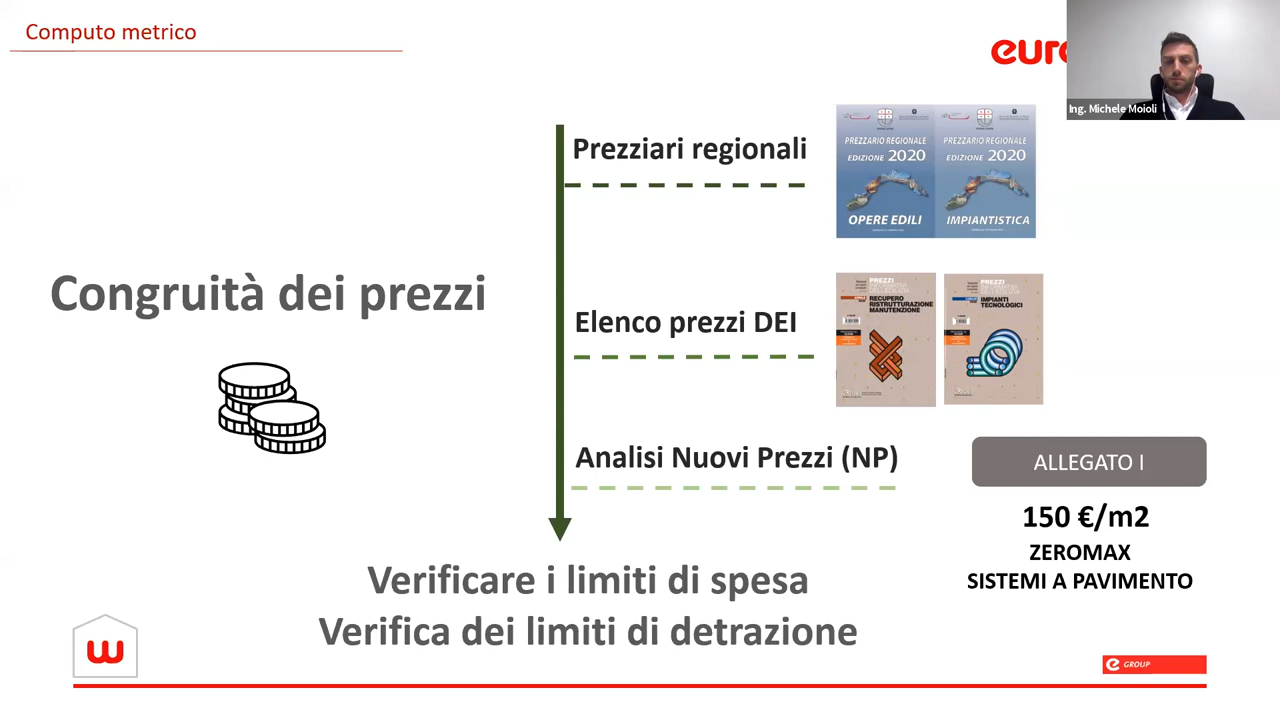 Computo metrico
euro
Ing. Michele Moioli
Prezziari regionali
PREZZARIO REGIONALE
EDIZIONE 2020
OPERE EDILI
PREZZARIO REGIONALE
EDIZIONE 2020
IMPIANTISTICA
Congruità dei prezzi
Elenco prezzi DEI
PREZZI
RECUPERO
RISTRUTTURAZIONE
MANUTENZIONE
PREZZI
IMPIANTI
TECNOLOGICI
Analisi Nuovi Prezzi (NP)
ALLEGATO I
150 €/m2
ZEROMAX
SISTEMI A PAVIMENTO
Verificare i limiti di spesa
Verifica dei limiti di detrazione
w
e GROUP